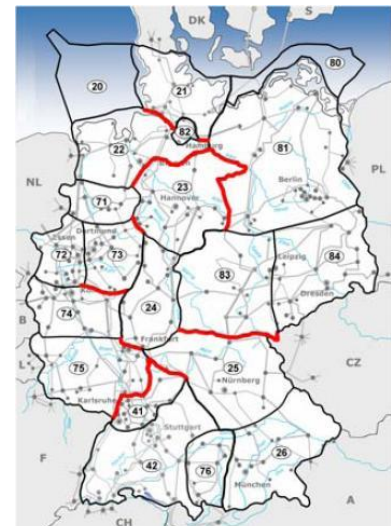 DK
S
20
21
80
82
Hamburg
22
81
NL
23
Berlin
PL
71
Hannover
Dortmund
Essen
72
73
83
Leipzig
84
Dresden
74
24
B
Frankfurt
CZ
L
75
25
Nürnberg
Karlsruhe
41
Stuttgart
F
42
76
26
München
A
CH